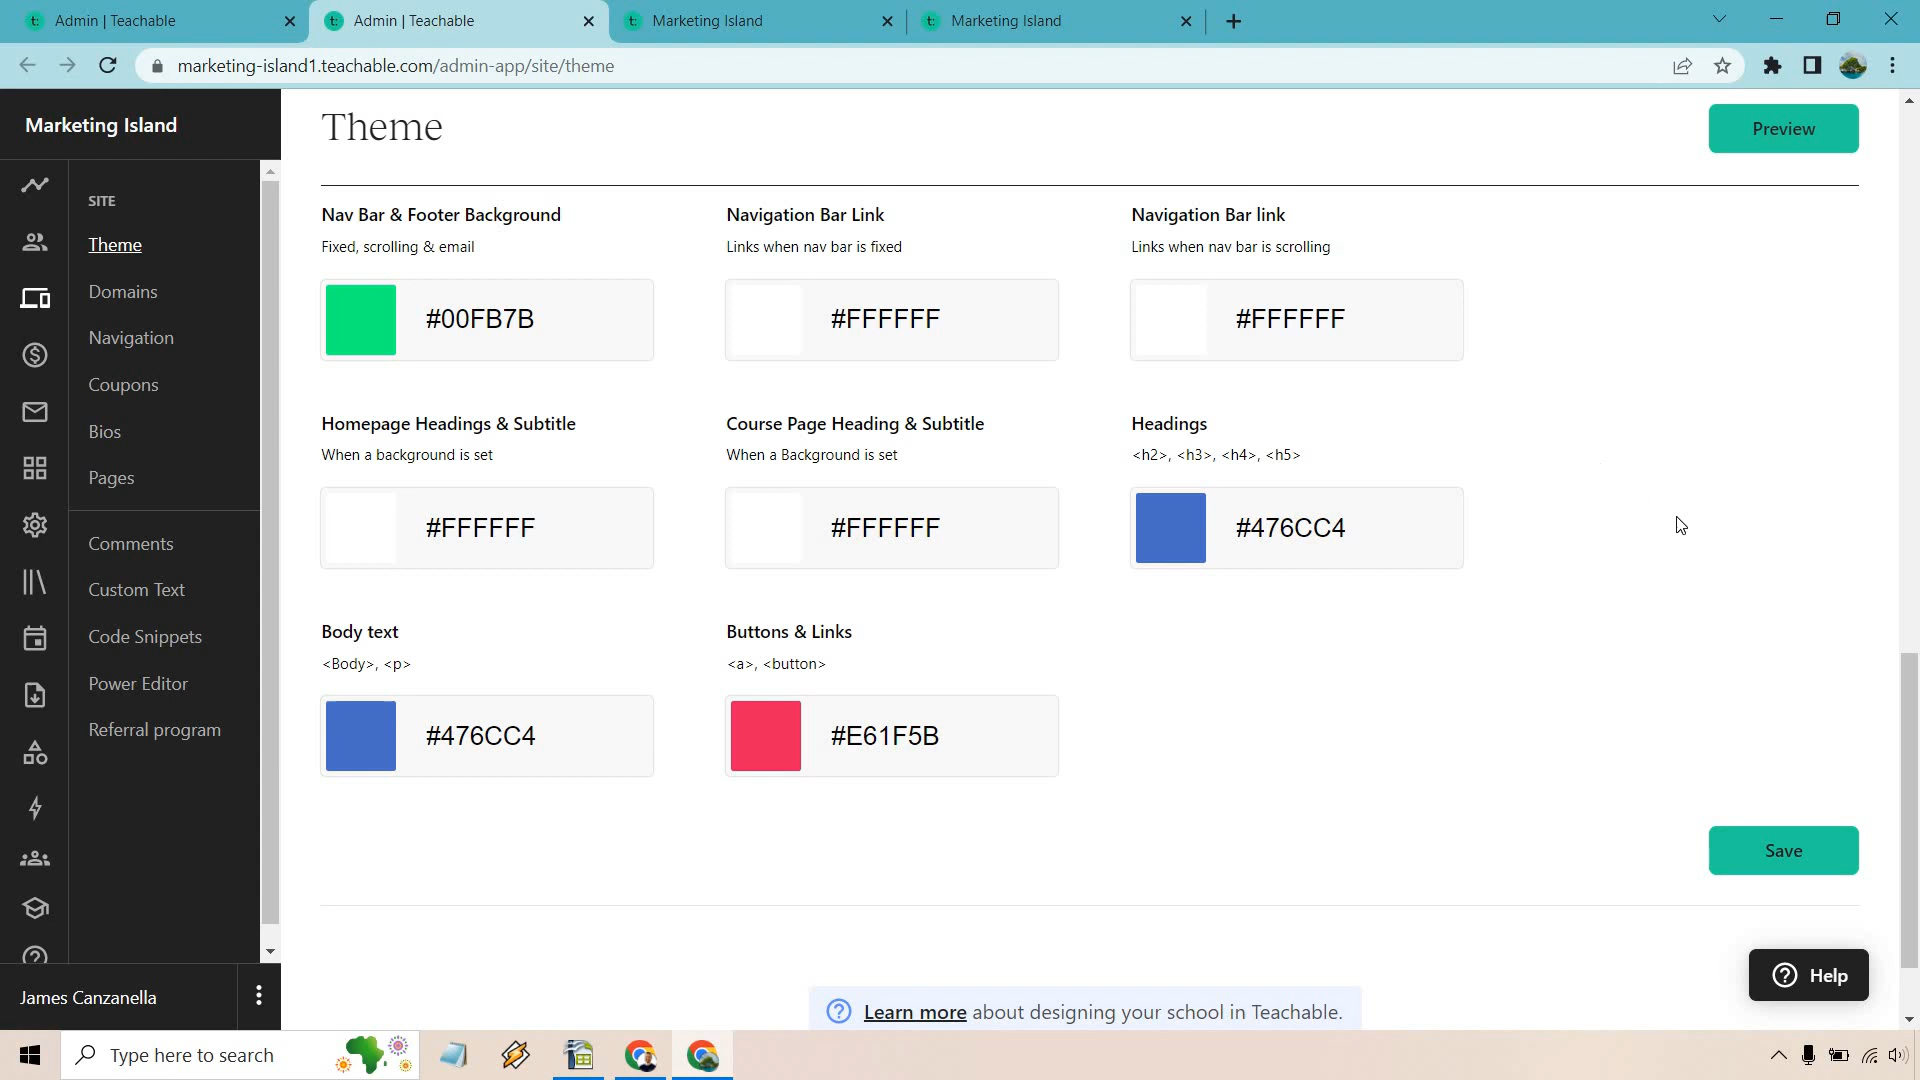 Admin | Teachable
Admin | Teachable
Marketing Island
Marketing Island
marketing-island1.teachable.com/admin-app/site/theme
Marketing Island
SITE
Theme
Domains
Navigation
Coupons
Bios
Pages
Comments
Custom Text
Code Snippets
Power Editor
Referral program
James Canzanella
Theme
Preview
Nav Bar & Footer Background
Fixed, scrolling & email
#00FB7B
Navigation Bar Link
Links when nav bar is fixed
#FFFFFF
Navigation Bar link
Links when nav bar is scrolling
#FFFFFF
Homepage Headings & Subtitle
When a background is set
#FFFFFF
Course Page Heading & Subtitle
When a Background is set
#FFFFFF
Headings
<h2>, <h3>, <h4>, <h5>
#476CC4
Body text
<Body>, <p>
#476CC4
Buttons & Links
<a>, <button>
#E61F5B
Save
Help
Learn more about designing your school in Teachable.
Type here to search